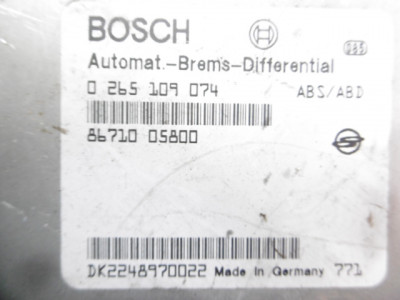 BOSCH
Automat.-Brems-Differential
0 265 109 074 ABS/ABD
86710 05800
DK2248970022 Made in Germany 771